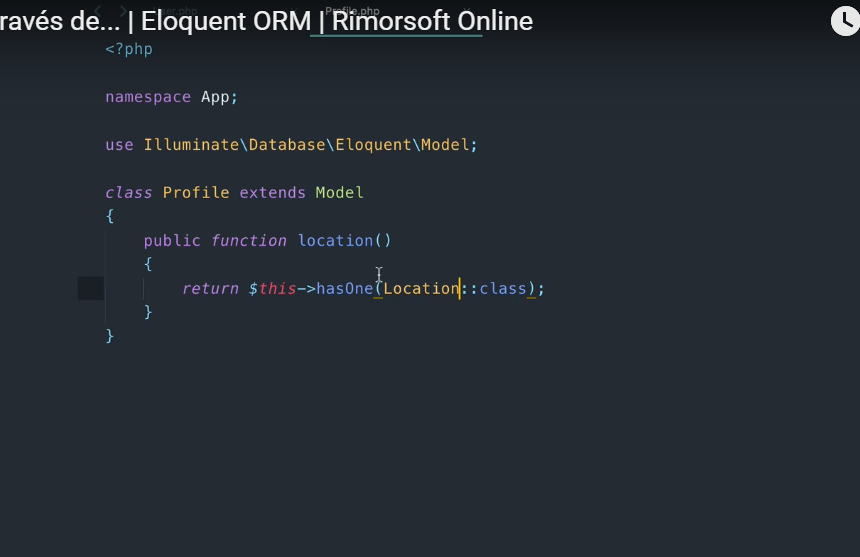 ravés de... | Eloquent ORM | Rimorsoft Online
Profile.php
<?php
namespace App;
use Illuminate\Database\Eloquent\Model;
class Profile extends Model
{
public function location()
{
return $this->hasOne(Location::class);
}
}